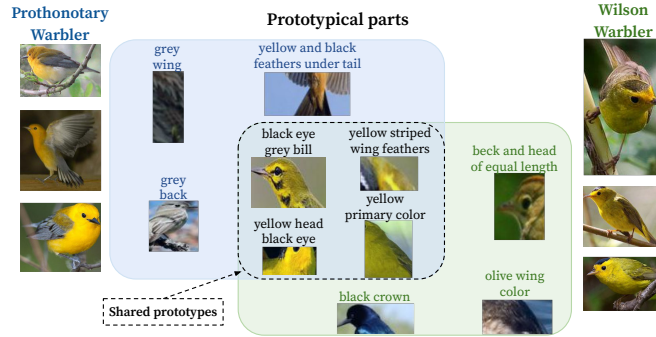 Prothonotary
Warbler
Prototypical parts
Wilson
Warbler
grey
wing
yellow and black
feathers under tail
black eye
grey bill
yellow striped
wing feathers
beck and head
of equal length
grey
back
yellow head
black eye
yellow
primary color
Shared prototypes
black crown
olive wing
color